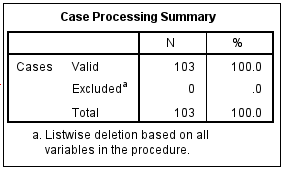 Case Processing Summary
N %
Cases Valid 103 100.0
Excludedᵃ 0 .0
Total 103 100.0
a. Listwise deletion based on all
variables in the procedure.